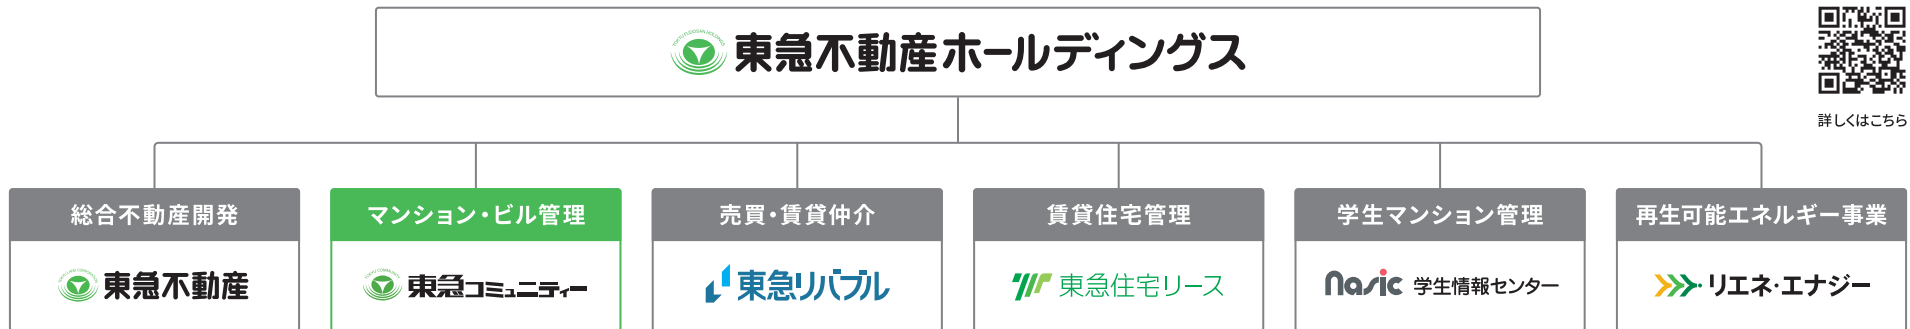 東急不動産ホールディングス
詳しくはこちら
総合不動産開発
マンション・ビル管理
売買・賃貸仲介
賃貸住宅管理
学生マンション管理
再生可能エネルギー事業
東急不動産
東急コミュニティー
東急リバブル
東急住宅リース
nasic 学生情報センター
リエネ・エナジー